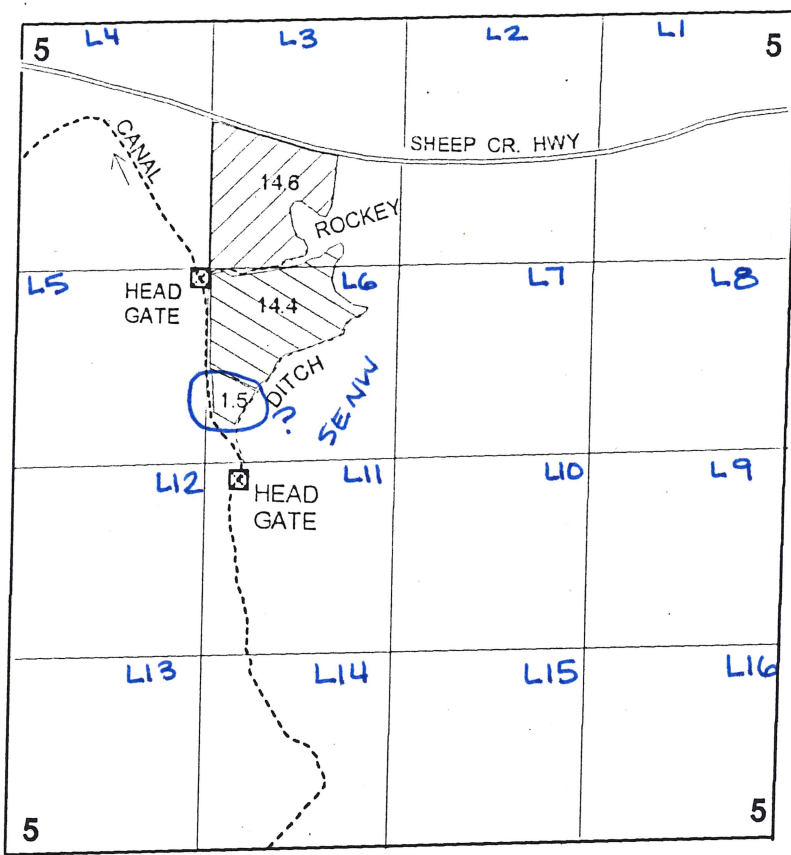 L4 L3 L2 L1
5 5
SHEEP CR. HWY
CANAL
14.6
ROCKEY
L5 L6 L7 L8
HEAD
GATE
14.4
DITCH
1.5
?
SENW
L12 L11 L10 L9
HEAD
GATE
L13 L14 L15 L16
5 5